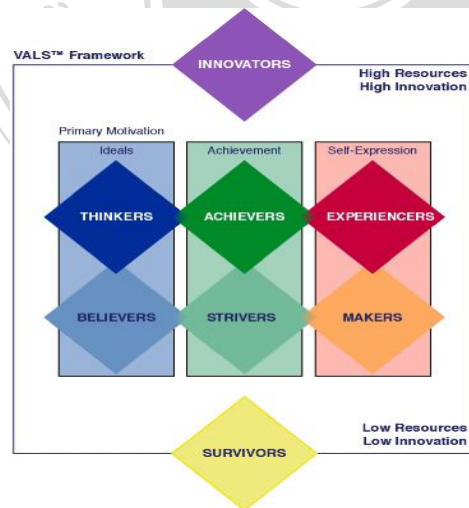 VALS™ Framework
INNOVATORS
High Resources
High Innovation
Primary Motivation
Ideals
Achievement
Self-Expression
THINKERS
ACHIEVERS
EXPERIENCERS
BELIEVERS
STRIVERS
MAKERS
Low Resources
Low Innovation
SURVIVORS